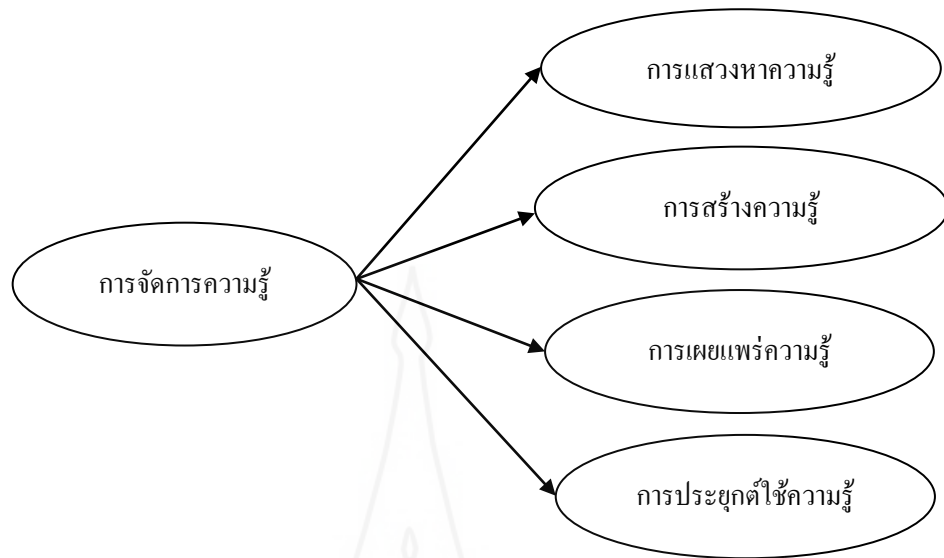 การแสวงหาความรู้
การสร้างความรู้
การจัดการความรู้
การเผยแพร่ความรู้
การประยุกต์ใช้ความรู้